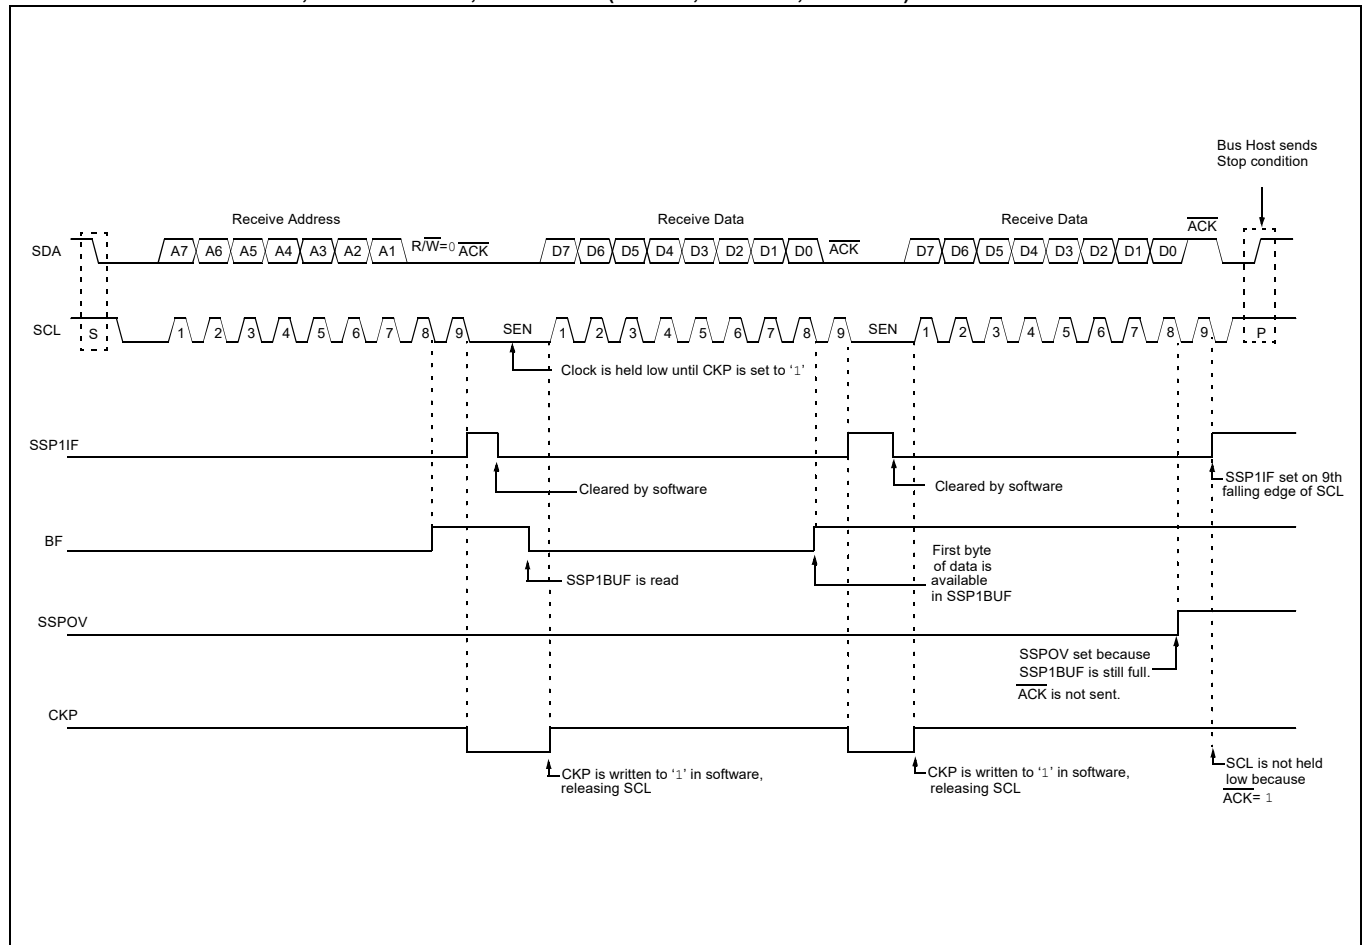 Bus Host sends
Stop condition
Receive Address
Receive Data
Receive Data
ACK
SDA
A7 A6 A5 A4 A3 A2 A1
R/W=0 ACK
D7 D6 D5 D4 D3 D2 D1 D0
ACK
D7 D6 D5 D4 D3 D2 D1 D0
SCL
S
1 2 3 4 5 6 7 8 9
SEN
1 2 3 4 5 6 7 8 9
SEN
1 2 3 4 5 6 7 8 9
P
Clock is held low until CKP is set to ‘1’
SSP1IF
Cleared by software
Cleared by software
SSP1IF set on 9th
falling edge of SCL
BF
SSP1BUF is read
First byte
of data is
available
in SSP1BUF
SSPOV
SSPOV set because
SSP1BUF is still full.
ACK is not sent.
CKP
CKP is written to ‘1’ in software,
releasing SCL
CKP is written to ‘1’ in software,
releasing SCL
SCL is not held
low because
ACK= 1